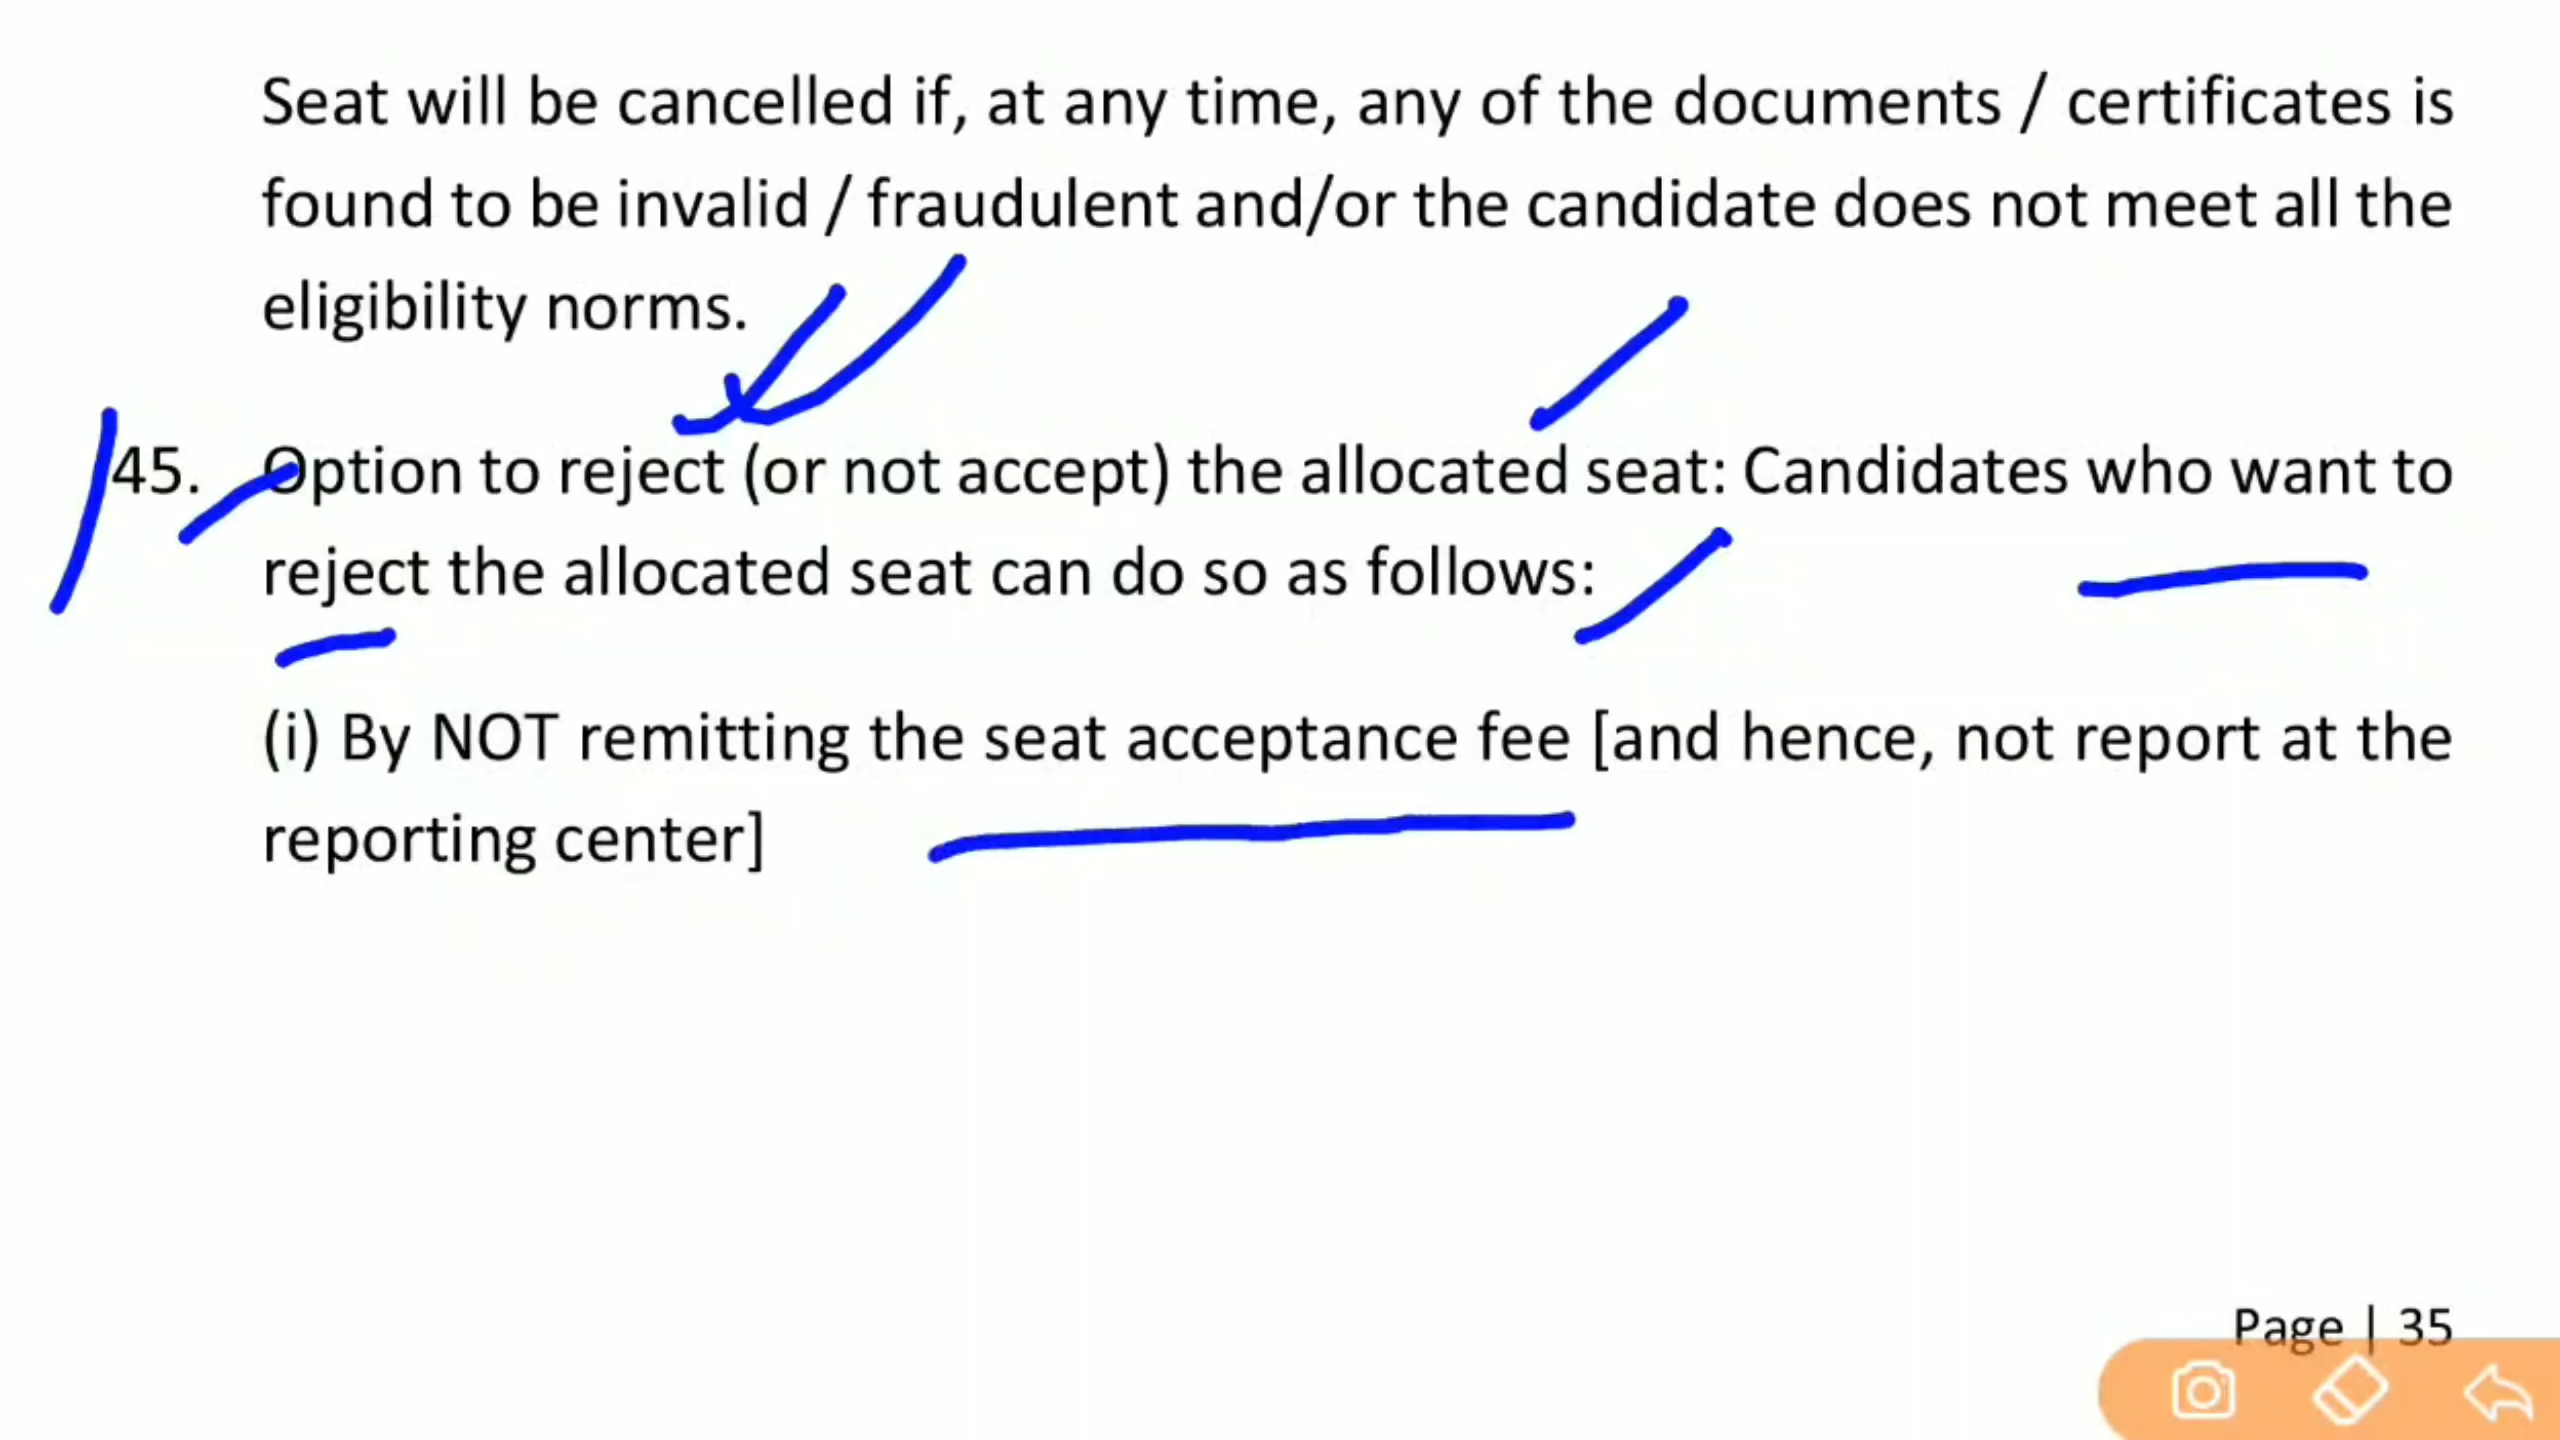 Seat will be cancelled if, at any time, any of the documents / certificates is
found to be invalid / fraudulent and/or the candidate does not meet all the
eligibility norms.
45. Option to reject (or not accept) the allocated seat: Candidates who want to
reject the allocated seat can do so as follows:
(i) By NOT remitting the seat acceptance fee [and hence, not report at the
reporting center]
Page | 35